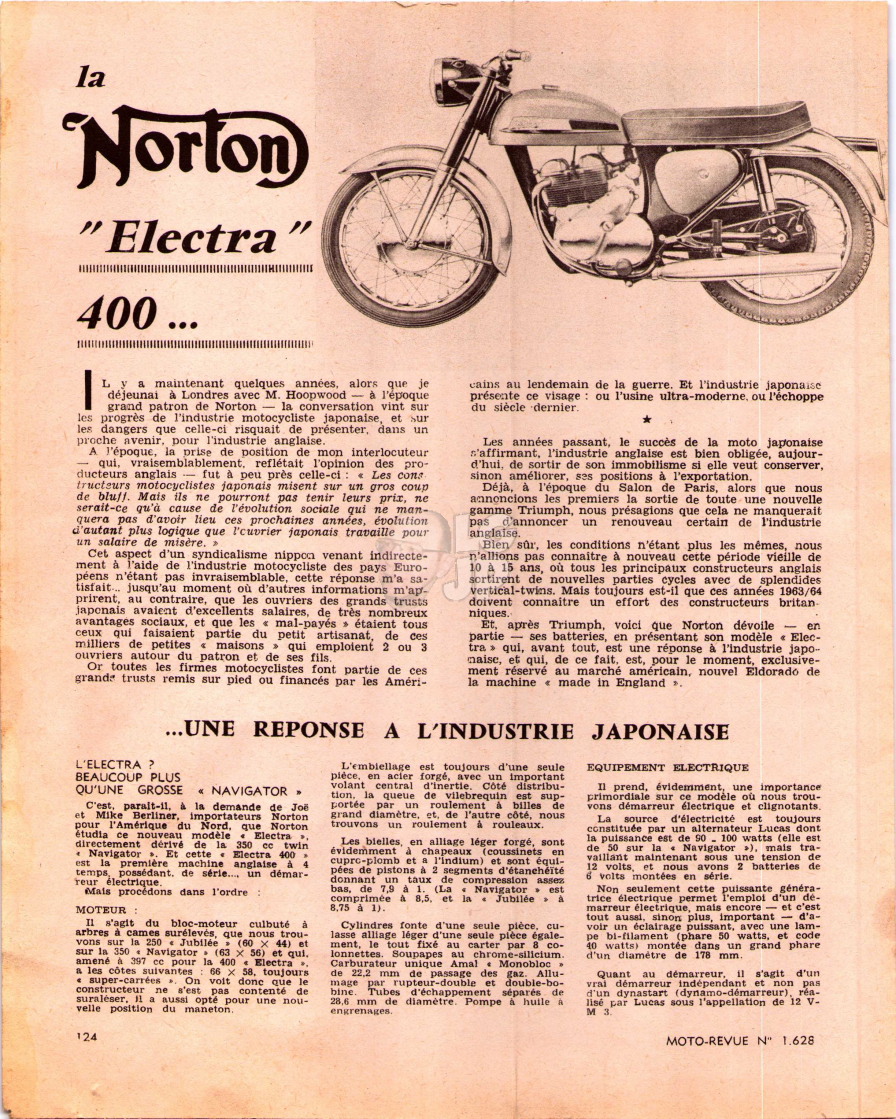 la
Norton
"Electra"
400 ...
IL y a maintenant quelques années, alors que je
déjeunai à Londres avec M. Hoopwood — à l'époque
grand patron de Norton — la conversation vint sur
les progrès de l'industrie motocycliste japonaise, et sur
les dangers que celle-ci risquait de présenter, dans un
proche avenir, pour l'industrie anglaise.
A l'époque, la prise de position de mon interlocuteur
— qui, vraisemblablement, reflétait l'opinion des pro-
ducteurs anglais — fut à peu près celle-ci : « Les cons-
tructeurs motocyclistes japonais misent sur un gros coup
de bluff. Mais ils ne pourront pas tenir leurs prix, ne
serait-ce qu'à cause de l'évolution sociale qui ne man-
quera pas d'avoir lieu ces prochaines années, évolution
d'autant plus logique que l'ouvrier japonais travaille pour
un salaire de misère. »
Cet aspect d'un syndicalisme nippon venant indirecte-
ment à l'aide de l'industrie motocycliste des pays Euro-
péens n'étant pas invraisemblable, cette réponse m'a sa-
tisfait... jusqu'au moment où d'autres informations m'ap-
prirent, au contraire, que les ouvriers des grands trusts
japonais avaient d'excellents salaires, de très nombreux
avantages sociaux, et que les « mal-payés » étaient tous
ceux qui faisaient partie du petit artisanat, de ces
milliers de petites « maisons » qui emploient 2 ou 3
ouvriers autour du patron et de ses fils.
Or toutes les firmes motocyclistes font partie de ces
grands trusts remis sur pied ou financés par les Améri-
cains au lendemain de la guerre. Et l'industrie japonaise
présente ce visage : ou l'usine ultra-moderne, ou l'échoppe
du siècle dernier.
★
Les années passant, le succès de la moto japonaise
s'affirmant, l'industrie anglaise est bien obligée, aujour-
d'hui, de sortir de son immobilisme si elle veut conserver,
sinon améliorer, ses positions à l'exportation.
Déjà, à l'époque du Salon de Paris, alors que nous
annoncions les premiers la sortie de toute une nouvelle
gamme Triumph, nous présagions que cela ne manquerait
pas d'annoncer un renouveau certain de l'industrie
anglaise.
Bien sûr, les conditions n'étant plus les mêmes, nous
n'allions pas connaître à nouveau cette période vieille de
10 à 15 ans, où tous les principaux constructeurs anglais
sortirent de nouvelles parties cycles avec de splendides
vertical-twins. Mais toujours est-il que ces années 1963/64
doivent connaitre un effort des constructeurs britan-
niques.
Et, après Triumph, voici que Norton dévoile — en
partie — ses batteries, en présentant son modèle « Elec-
tra » qui, avant tout, est une réponse à l'industrie japo-
naise, et qui, de ce fait, est, pour le moment, exclusive-
ment réservé au marché américain, nouvel Eldorado de
la machine « made in England ».
...UNE REPONSE A L'INDUSTRIE JAPONAISE
L'ELECTRA ?
BEAUCOUP PLUS
QU'UNE GROSSE « NAVIGATOR »
C'est, paraît-il, à la demande de Joë
et Mike Berliner, importateurs Norton
pour l'Amérique du Nord, que Norton
étudia ce nouveau modèle « Electra »,
directement dérivé de la 350 cc twin
« Navigator ». Et cette « Electra 400 »
est la première machine anglaise à 4
temps, possédant, de série..., un démar-
reur électrique.
Mais procédons dans l'ordre :
MOTEUR :
Il s'agit du bloc-moteur culbuté à
arbres à cames surélevés, que nous trou-
vons sur la 250 « Jubilée » (60 × 44) et
sur la 350 « Navigator » (63 × 56) et qui,
amené à 397 cc pour la 400 « Electra »,
a les côtes suivantes : 66 × 58, toujours
« super-carrées ». On voit donc que le
constructeur ne s'est pas contenté de
suraléser, il a aussi opté pour une nou-
velle position du maneton.
L'embiellage est toujours d'une seule
pièce, en acier forgé, avec un important
volant central d'inertie. Côté distribu-
tion, la queue de vilebrequin est sup-
portée par un roulement à billes de
grand diamètre, et, de l'autre côté, nous
trouvons un roulement à rouleaux.
Les bielles, en alliage léger forgé, sont
évidemment à chapeaux (coussinets en
cupro-plomb et a l'indium) et sont équi-
pées de pistons à 2 segments d'étanchéité
donnant un taux de compression assez
bas, de 7,9 à 1. (La « Navigator » est
comprimée à 8,5, et la « Jubilée » à
8,75 à 1).
Cylindres fonte d'une seule pièce, cu-
lasse alliage léger d'une seule pièce égale-
ment, le tout fixé au carter par 8 co-
lonnettes. Soupapes au chrome-silicium.
Carburateur unique Amal « Monobloc »
de 22,2 mm de passage des gaz. Allu-
mage par rupteur-double et double-bo-
bine. Tubes d'échappement séparés de
28,6 mm de diamètre. Pompe à huile à
engrenages.
EQUIPEMENT ELECTRIQUE
Il prend, évidemment, une importance
primordiale sur ce modèle où nous trou-
vons démarreur électrique et clignotants.
La source d'électricité est toujours
constituée par un alternateur Lucas dont
la puissance est de 90 - 100 watts (elle est
de 50 sur la « Navigator »), mais tra-
vaillant maintenant sous une tension de
12 volts, et nous avons 2 batteries de
6 volts montées en série.
Non seulement cette puissante généra-
trice électrique permet l'emploi d'un dé-
marreur électrique, mais encore — et c'est
tout aussi, sinon plus, important — d'a-
voir un éclairage puissant, avec une lam-
pe bi-filament (phare 50 watts, et code
40 watts) montée dans un grand phare
d'un diamètre de 178 mm.
Quant au démarreur, il s'agit d'un
vrai démarreur indépendant et non pas
d'un dynastart (dynamo-démarreur), réa-
lisé par Lucas sous l'appellation de 12 V-
M 3.
124
MOTO-REVUE N° 1.628